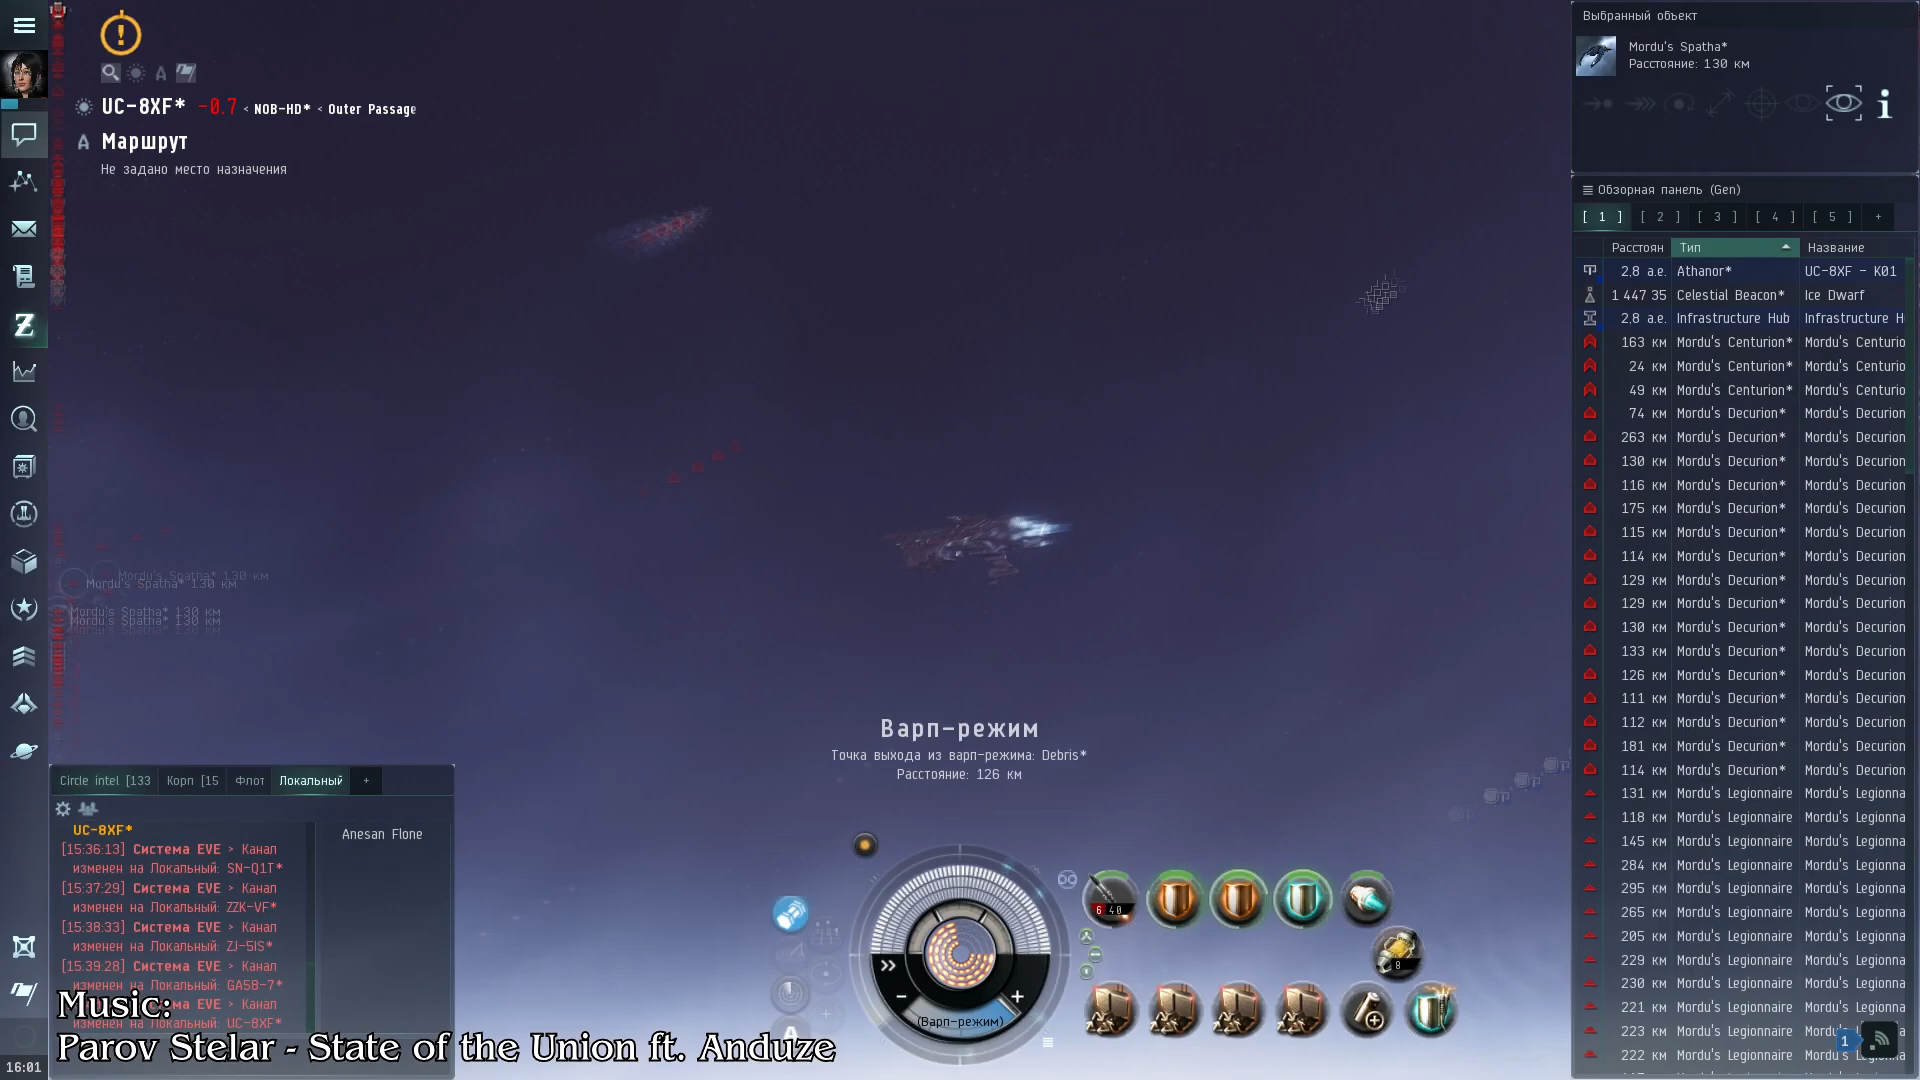 UC-8XF* -0.7 < NOB-HD* < Outer Passage
Маршрут
Не задано место назначения
Mordu's Spatha* 130 км
Mordu's Spatha* 130 км
Mordu's Spatha* 130 км
Mordu's Spatha* 130 км
Варп-режим
Точка выхода из варп-режима: Debris*
Расстояние: 126 км
Circle intel [133 Корп [15 Флот Локальный +
UC-8XF*
[15:36:13] Система EVE > Канал
изменен на Локальный: SN-Q1T*
[15:37:29] Система EVE > Канал
изменен на Локальный: ZZK-VF*
[15:38:33] Система EVE > Канал
изменен на Локальный: ZJ-5IS*
[15:39:28] Система EVE > Канал
изменен на Локальный: GA58-7*
Система EVE > Канал
изменен на Локальный: UC-8XF*
Anesan Flone
Music:
Parov Stelar - State of the Union ft. Anduze
16:01
6 40
8
(Варп-режим)
Выбранный объект
Mordu's Spatha*
Расстояние: 130 км
Обзорная панель (Gen)
[ 1 ] [ 2 ] [ 3 ] [ 4 ] [ 5 ] +
Расстоян Тип Название
2,8 а.е. Athanor* UC-8XF - K01
1 447 35 Celestial Beacon* Ice Dwarf
2,8 а.е. Infrastructure Hub Infrastructure H
163 км Mordu's Centurion* Mordu's Centurio
24 км Mordu's Centurion* Mordu's Centurio
49 км Mordu's Centurion* Mordu's Centurio
74 км Mordu's Decurion* Mordu's Decurion
263 км Mordu's Decurion* Mordu's Decurion
130 км Mordu's Decurion* Mordu's Decurion
116 км Mordu's Decurion* Mordu's Decurion
175 км Mordu's Decurion* Mordu's Decurion
115 км Mordu's Decurion* Mordu's Decurion
114 км Mordu's Decurion* Mordu's Decurion
129 км Mordu's Decurion* Mordu's Decurion
129 км Mordu's Decurion* Mordu's Decurion
130 км Mordu's Decurion* Mordu's Decurion
133 км Mordu's Decurion* Mordu's Decurion
126 км Mordu's Decurion* Mordu's Decurion
111 км Mordu's Decurion* Mordu's Decurion
112 км Mordu's Decurion* Mordu's Decurion
181 км Mordu's Decurion* Mordu's Decurion
114 км Mordu's Decurion* Mordu's Decurion
131 км Mordu's Legionnaire Mordu's Legionna
118 км Mordu's Legionnaire Mordu's Legionna
145 км Mordu's Legionnaire Mordu's Legionna
284 км Mordu's Legionnaire Mordu's Legionna
295 км Mordu's Legionnaire Mordu's Legionna
265 км Mordu's Legionnaire Mordu's Legionna
205 км Mordu's Legionnaire Mordu's Legionna
229 км Mordu's Legionnaire Mordu's Legionna
230 км Mordu's Legionnaire Mordu's Legionna
221 км Mordu's Legionnaire Mordu's Legionna
223 км Mordu's Legionnaire Mordu's
222 км Mordu's Legionnaire Mordu's
1